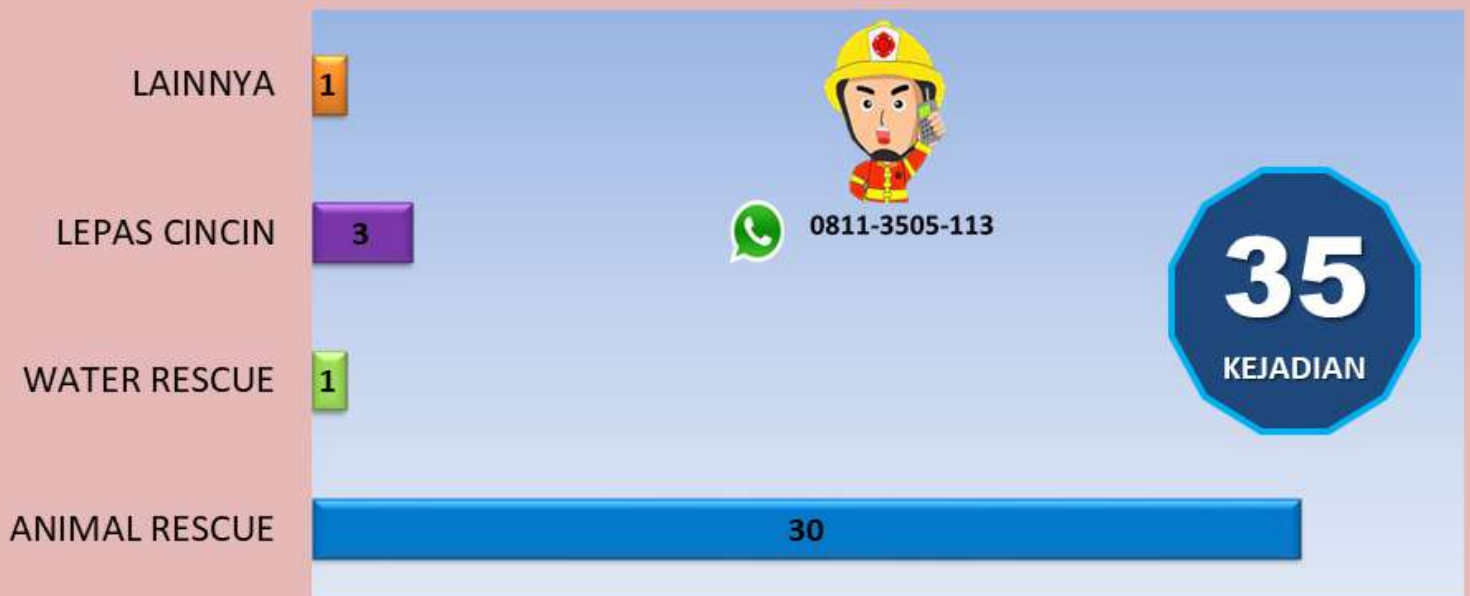 LAINNYA
1
LEPAS CINCIN
3
0811-3505-113
35
KEJADIAN
WATER RESCUE
1
ANIMAL RESCUE
30